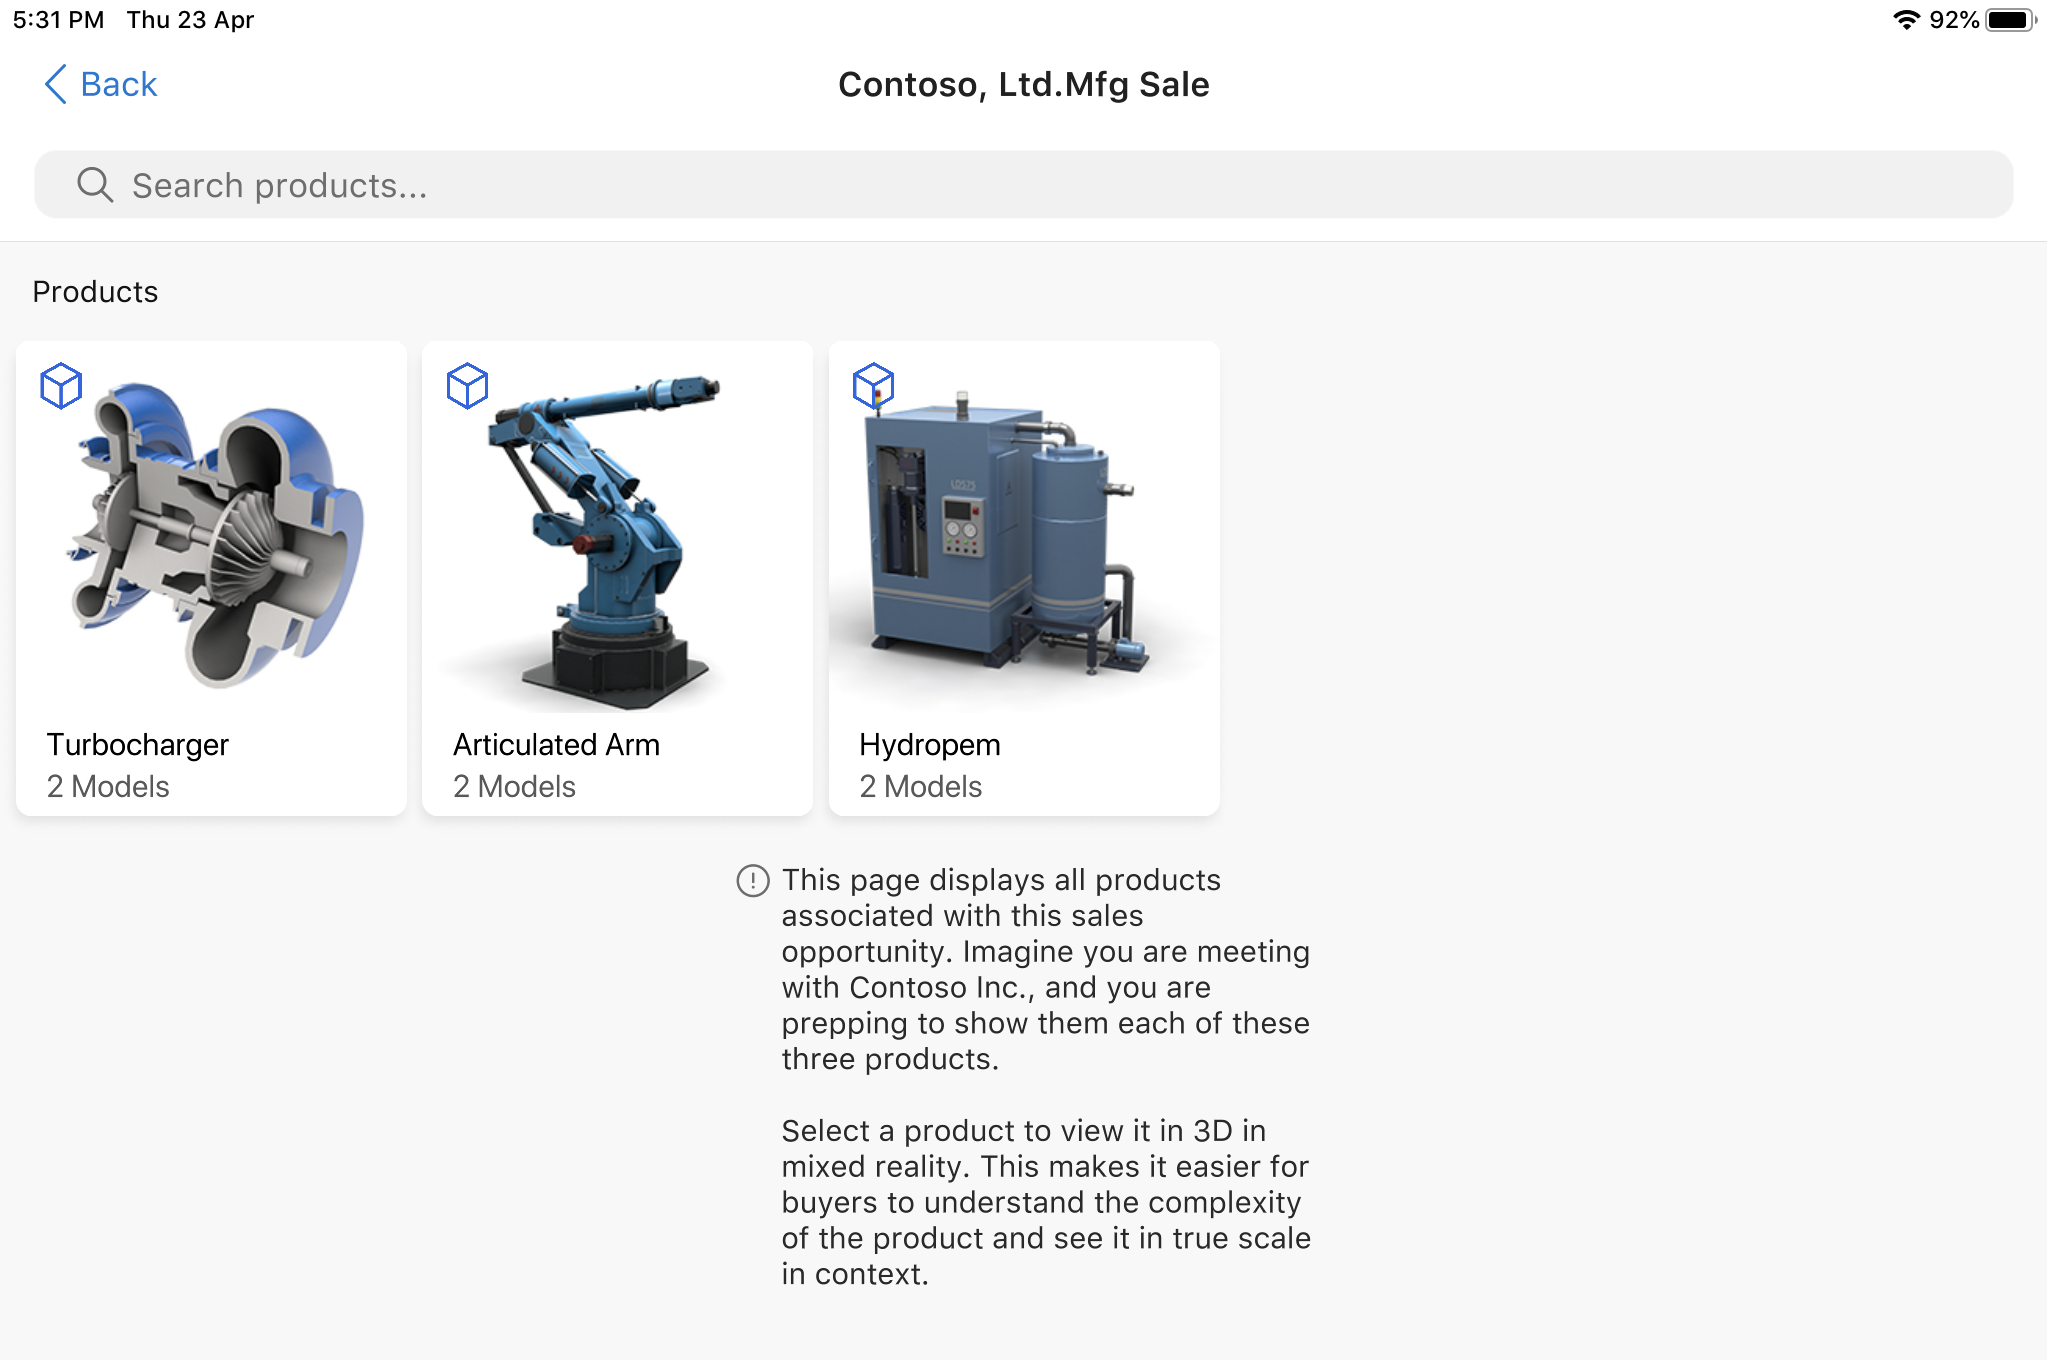 5:31 PM Thu 23 Apr 92%
Back
Contoso, Ltd.Mfg Sale
Search products...
Products
LDS75
Turbocharger
2 Models
Articulated Arm
2 Models
Hydropem
2 Models
This page displays all products
associated with this sales
opportunity. Imagine you are meeting
with Contoso Inc., and you are
prepping to show them each of these
three products.
Select a product to view it in 3D in
mixed reality. This makes it easier for
buyers to understand the complexity
of the product and see it in true scale
in context.